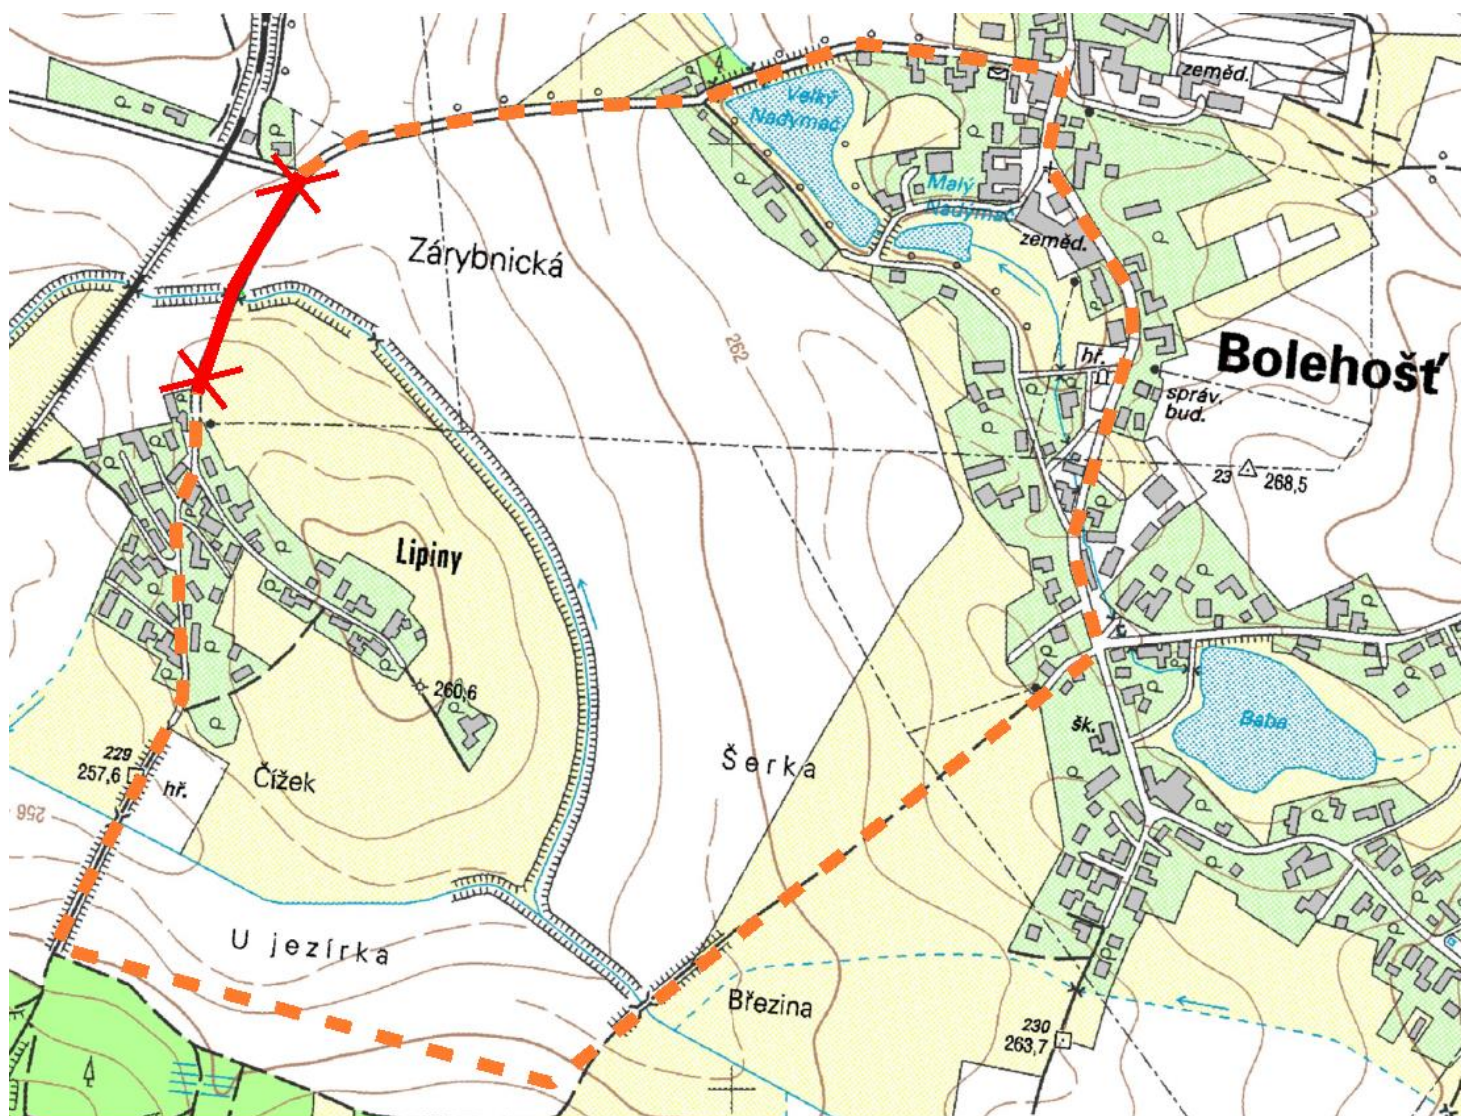 zeměd.
Velký
Nadýmač
Malý
Nadýmač
zeměd.
Zárybnická
262
hř.
Bolehošť
správ.
bud.
23
268,5
Lipiny
260,6
Baba
šk.
Šerka
229
257,6
hř.
Čížek
256
U jezírka
Březina
230
263,7